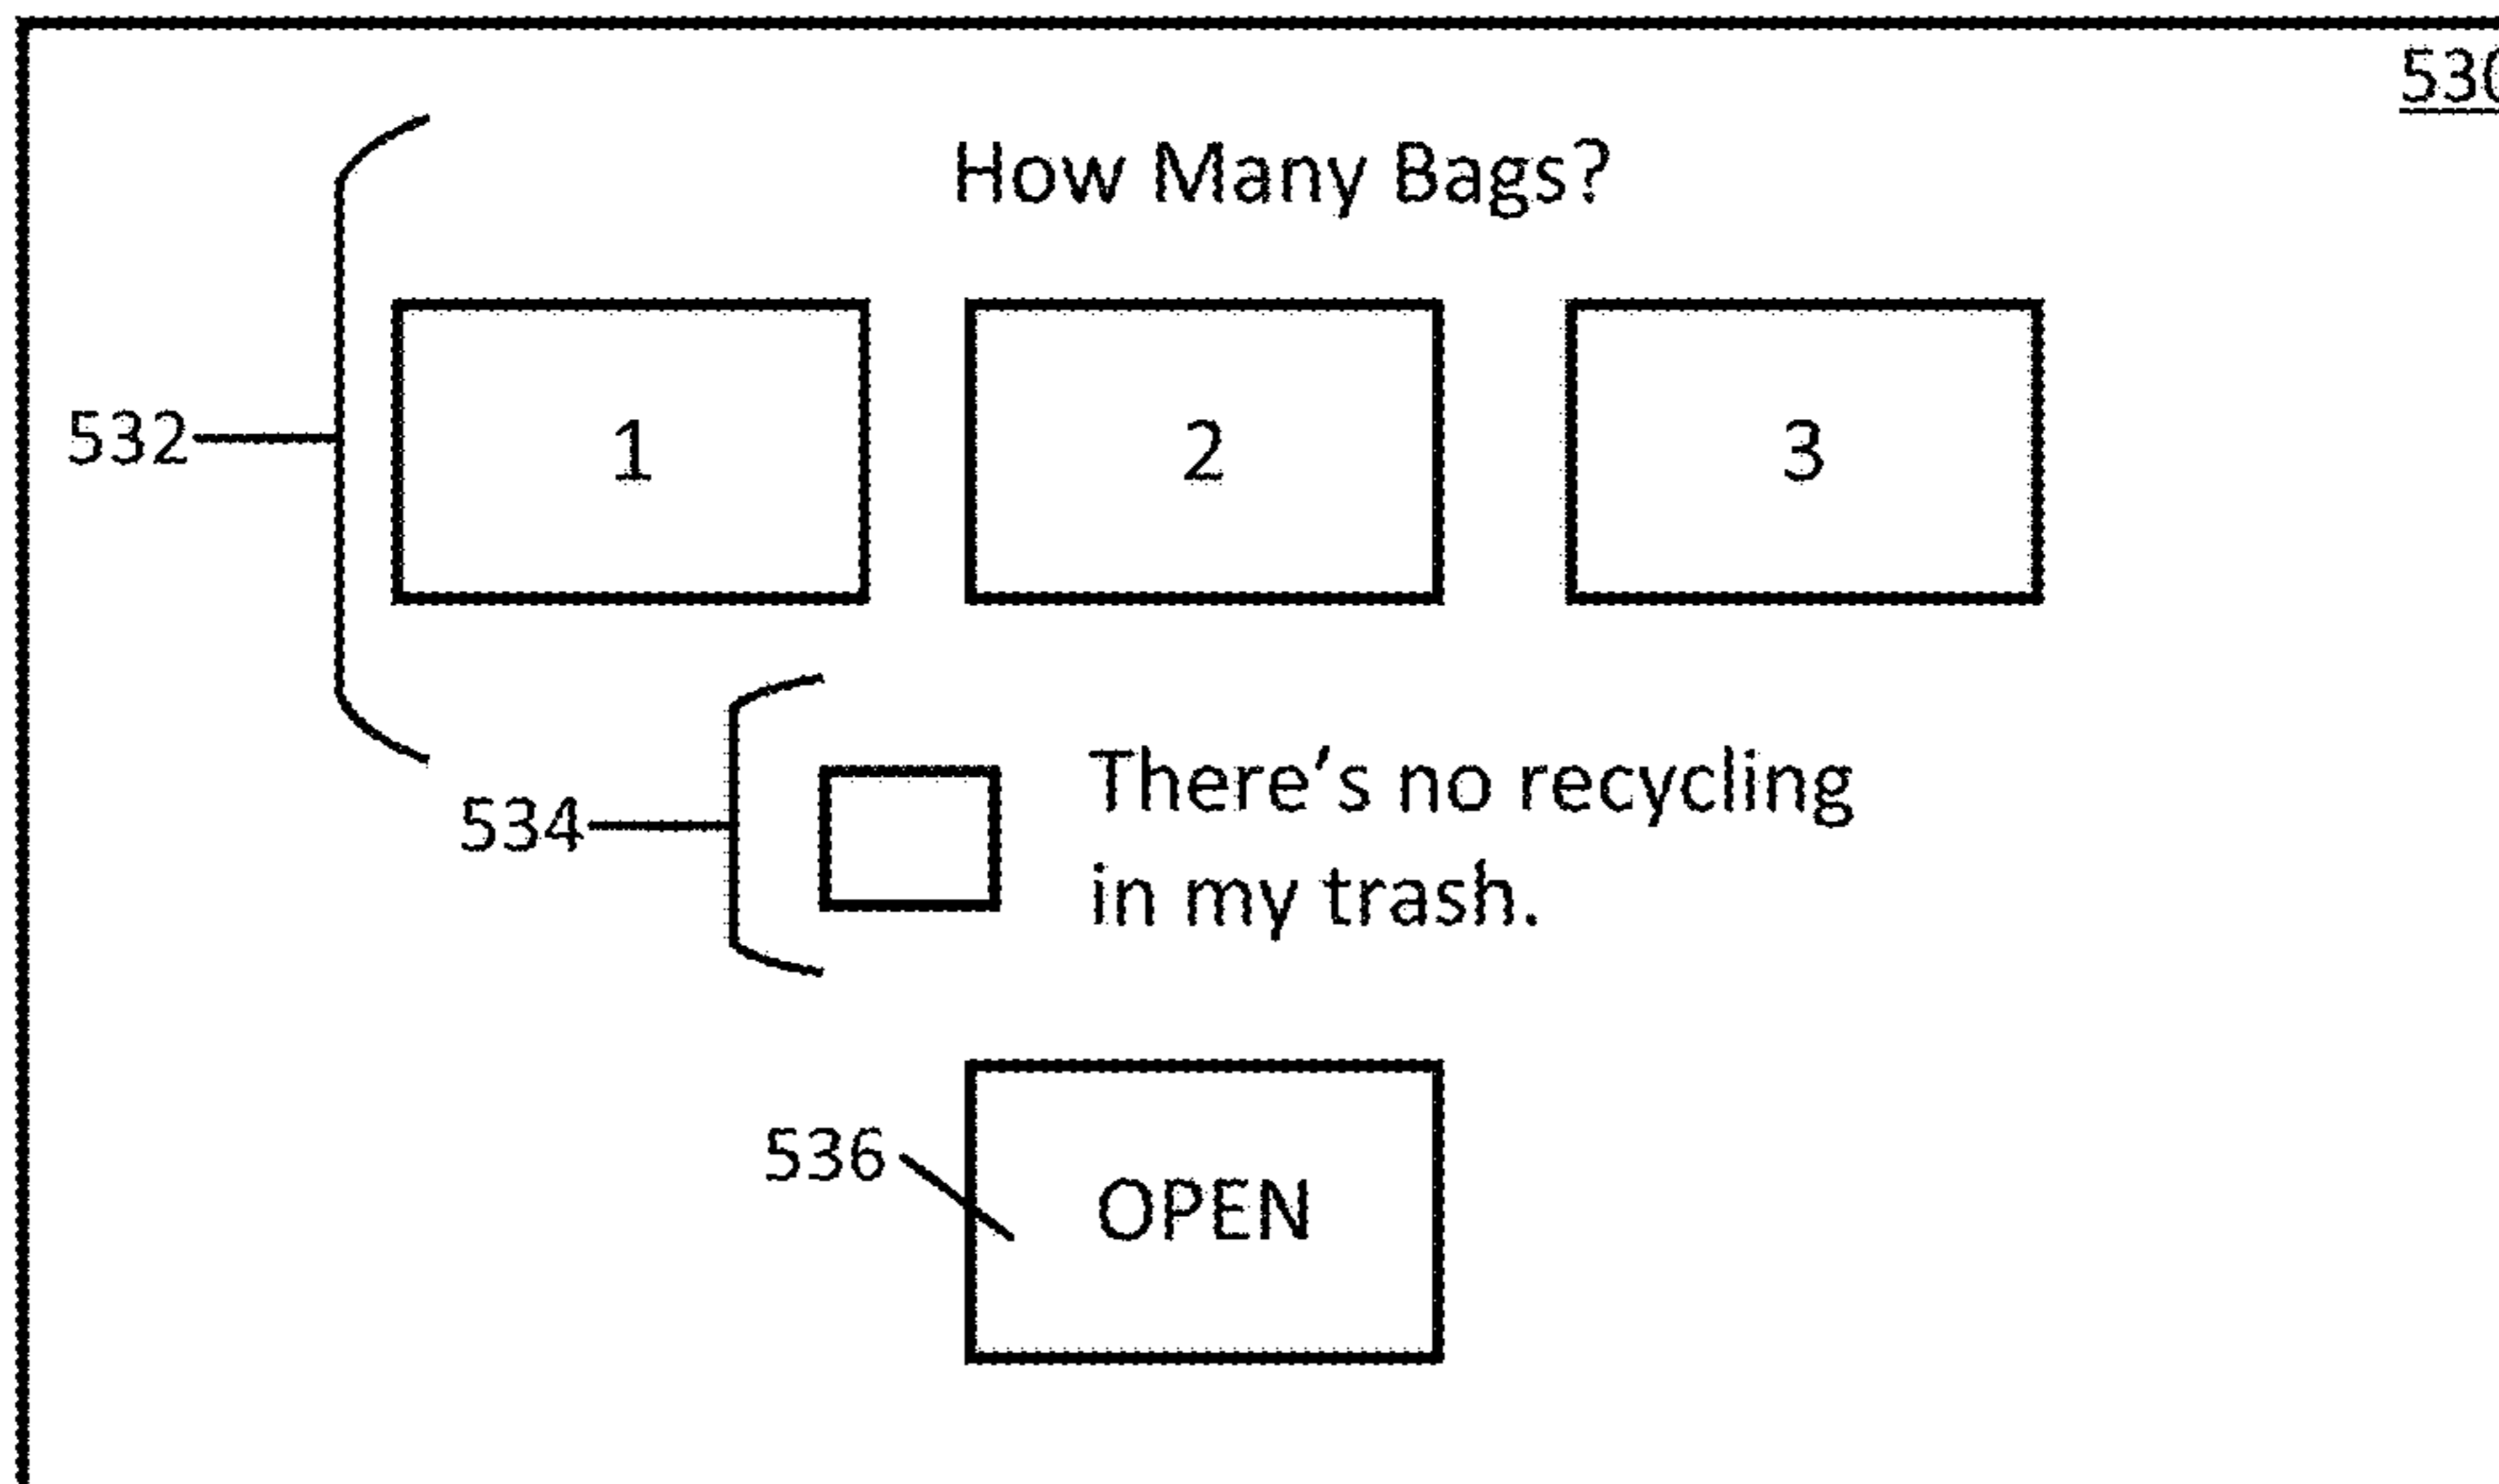 530
How Many Bags?
532
1 2 3
534
There's no recycling
in my trash.
536
OPEN